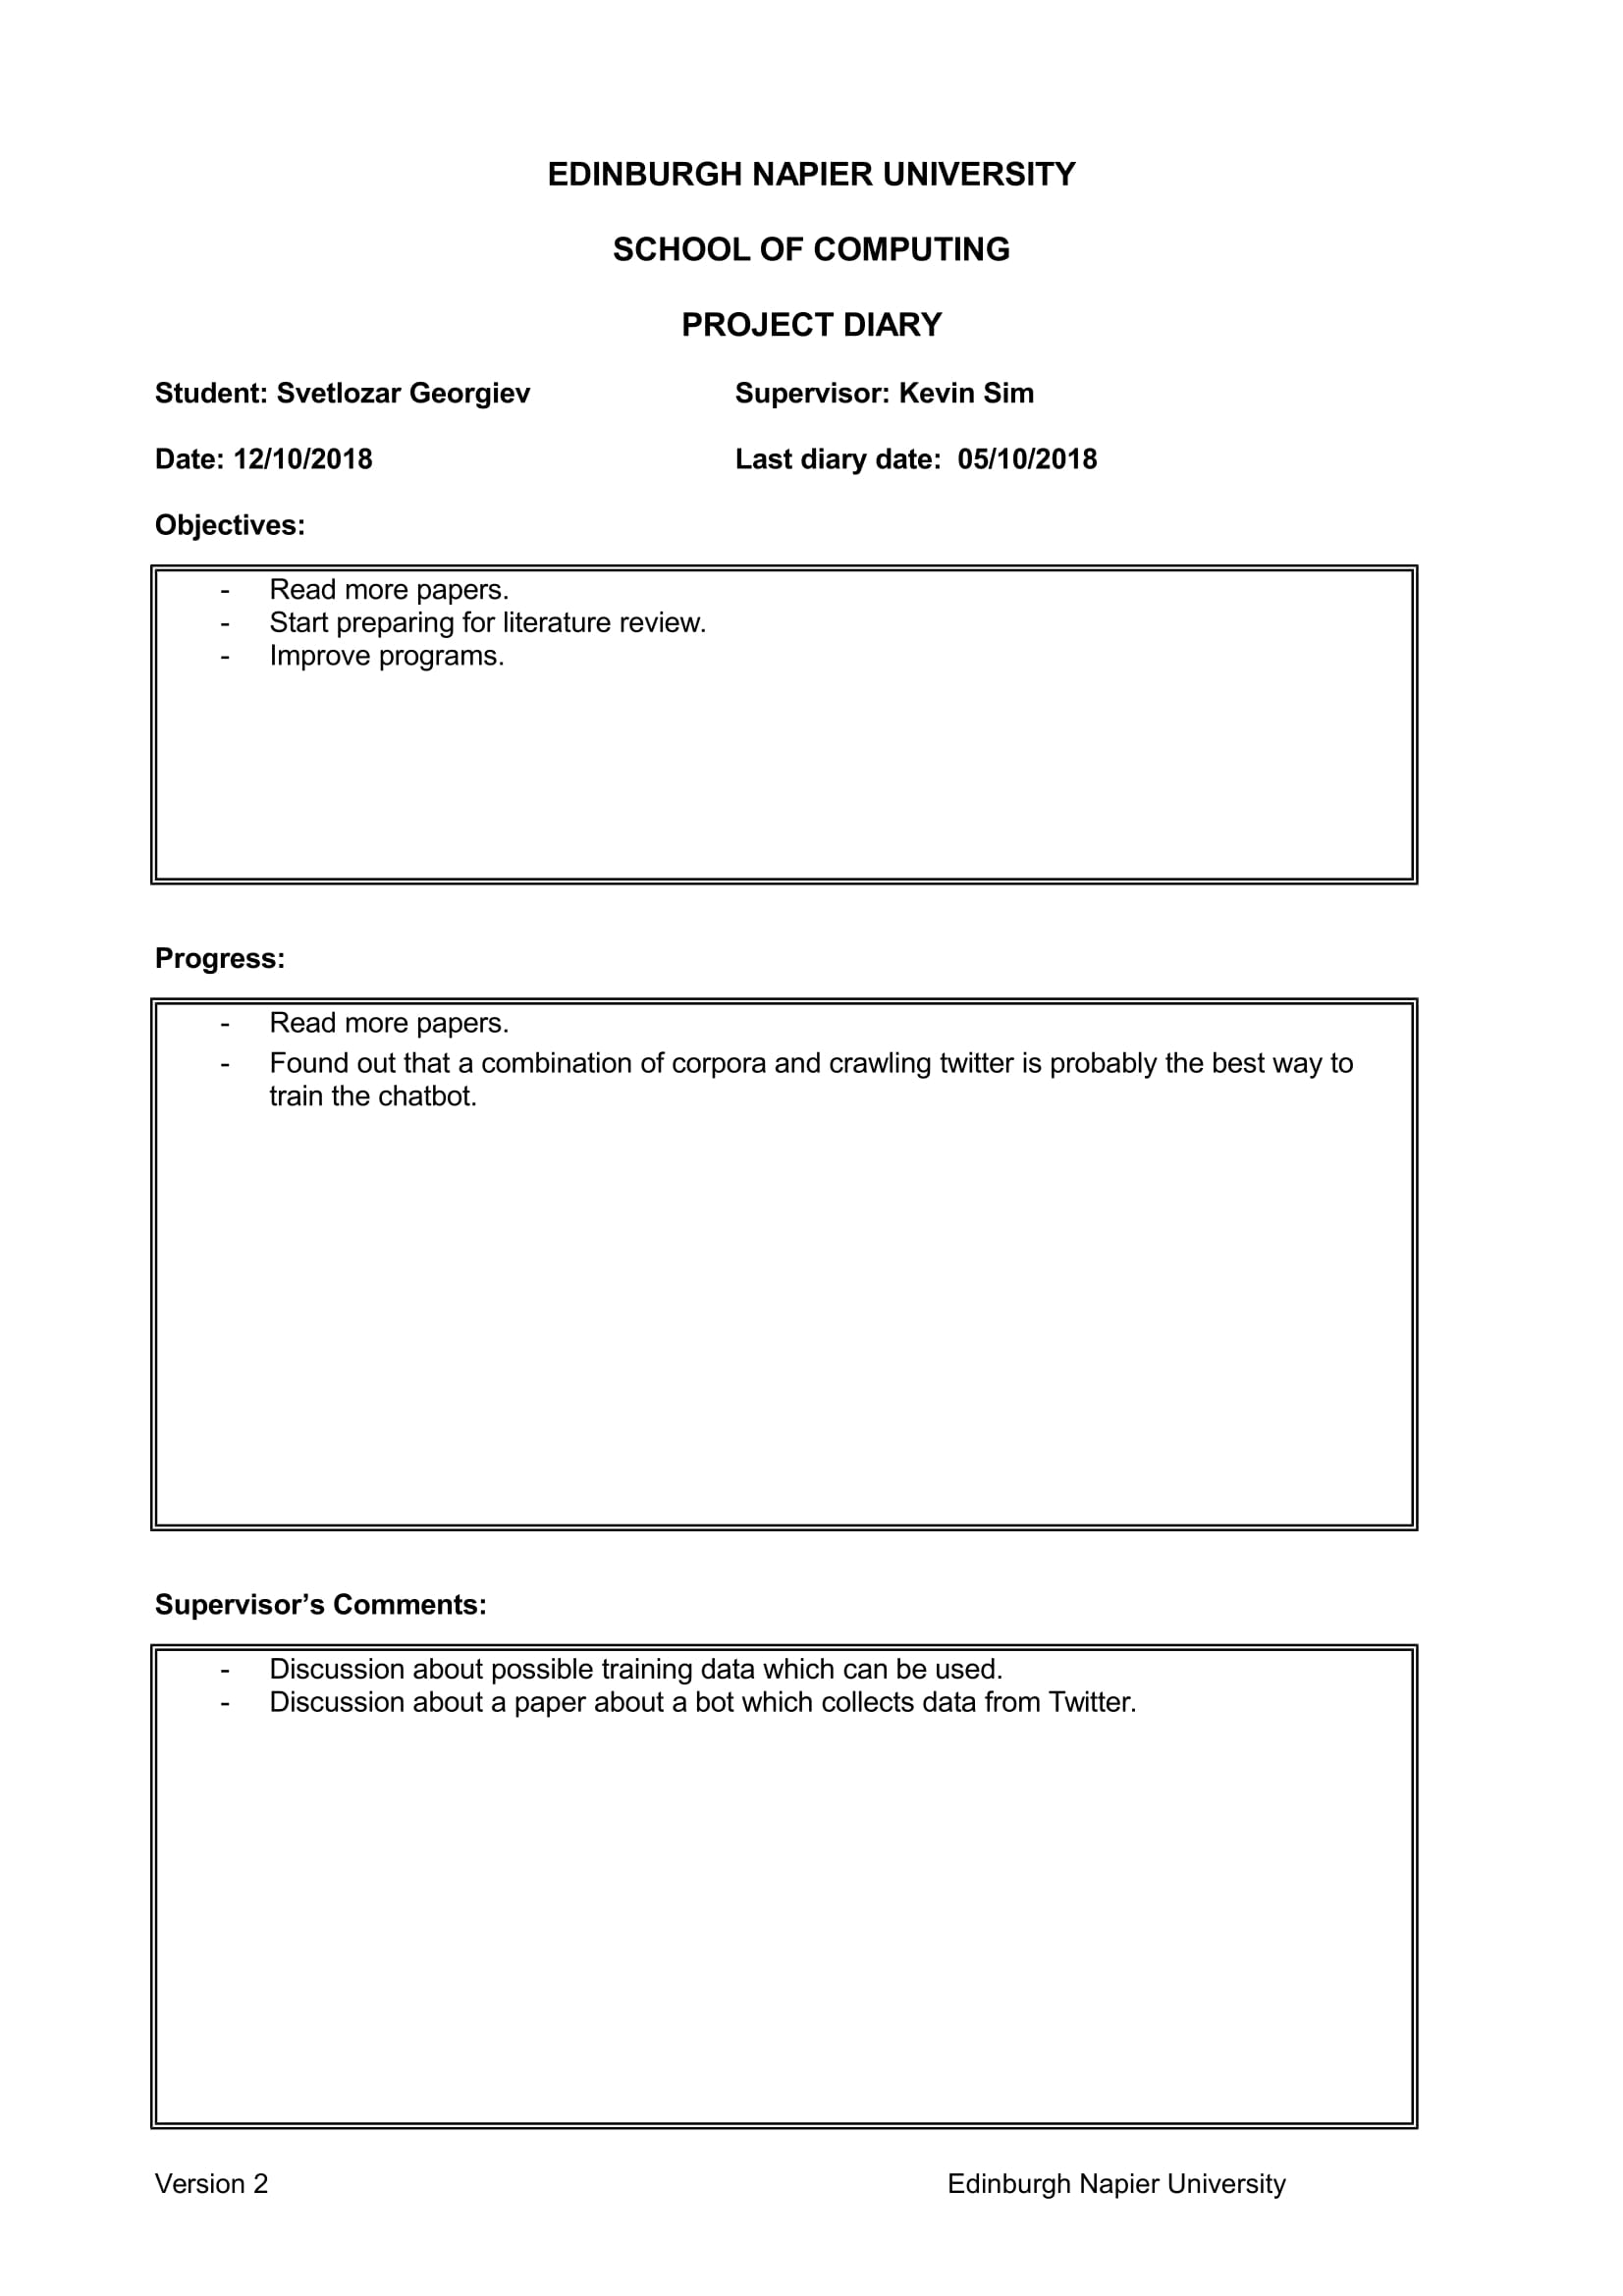 EDINBURGH NAPIER UNIVERSITY
SCHOOL OF COMPUTING
PROJECT DIARY
Student: Svetlozar Georgiev Supervisor: Kevin Sim
Date: 12/10/2018 Last diary date: 05/10/2018
Objectives:
- Read more papers.
- Start preparing for literature review.
- Improve programs.
Progress:
- Read more papers.
- Found out that a combination of corpora and crawling twitter is probably the best way to
train the chatbot.
Supervisor’s Comments:
- Discussion about possible training data which can be used.
- Discussion about a paper about a bot which collects data from Twitter.
Version 2 Edinburgh Napier University